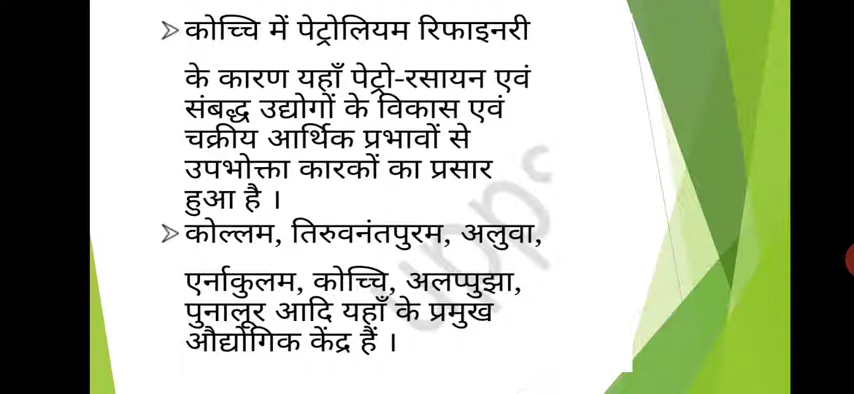 ➢कोच्चि में पेट्रोलियम रिफाइनरी
के कारण यहाँ पेट्रो-रसायन एवं
संबद्ध उद्योगों के विकास एवं
चक्रीय आर्थिक प्रभावों से
उपभोक्ता कारकों का प्रसार
हुआ है ।
➢कोल्लम, तिरुवनंतपुरम, अलुवा,
एर्नाकुलम, कोच्चि, अलप्पुझा,
पुनालूर आदि यहाँ के प्रमुख
औद्योगिक केंद्र हैं ।